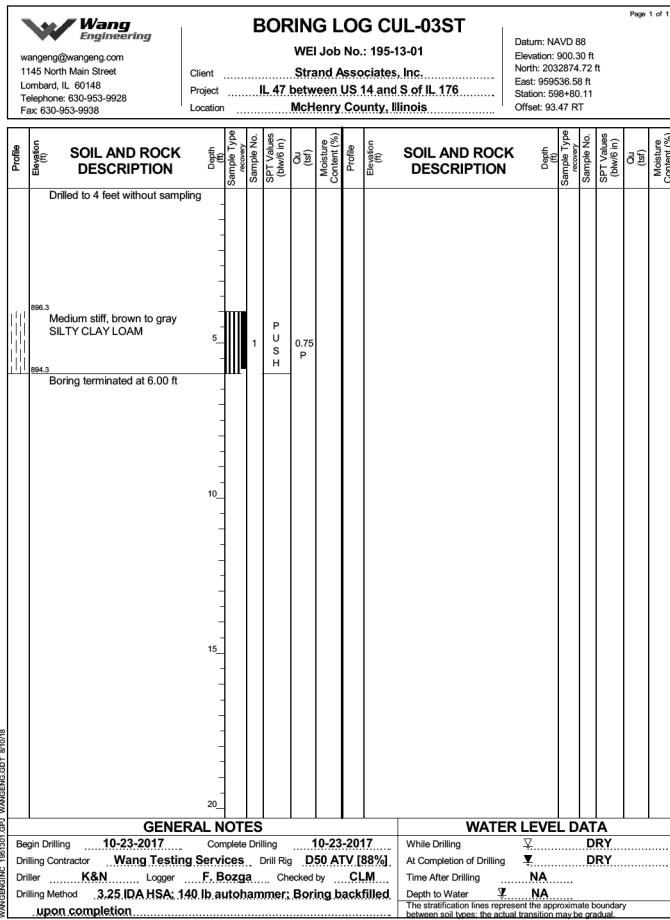 Page 1 of 1
Wang
Engineering
wangeng@wangeng.com
1145 North Main Street
Lombard, IL 60148
Telephone: 630-953-9928
Fax: 630-953-9938
BORING LOG CUL-03ST
WEI Job No.: 195-13-01
Client Strand Associates, Inc.
Project IL 47 between US 14 and S of IL 176
Location McHenry County, Illinois
Datum: NAVD 88
Elevation: 900.30 ft
North: 2032874.72 ft
East: 959536.58 ft
Station: 598+80.11
Offset: 93.47 RT
Profile
Elevation (ft)
SOIL AND ROCK
DESCRIPTION
Depth (ft)
Sample Type
recovery
Sample No.
SPT Values
(blw/6 in)
Qu
(tsf)
Moisture
Content (%)
Profile
Elevation (ft)
SOIL AND ROCK
DESCRIPTION
Depth (ft)
Sample Type
recovery
Sample No.
SPT Values
(blw/6 in)
Qu
(tsf)
Moisture
Content (%)
Drilled to 4 feet without sampling
896.3
Medium stiff, brown to gray
SILTY CLAY LOAM
5
1
PUSH
0.75
P
894.3
Boring terminated at 6.00 ft
10
15
20
WANGENGINC 1951301.GPJ WANGENG.GDT 8/10/18
GENERAL NOTES
Begin Drilling 10-23-2017 Complete Drilling 10-23-2017
Drilling Contractor Wang Testing Services Drill Rig D50 ATV [88%]
Driller K&N Logger F. Bozga Checked by CLM
Drilling Method 3.25 IDA HSA; 140 lb autohammer; Boring backfilled
upon completion
WATER LEVEL DATA
While Drilling DRY
At Completion of Drilling DRY
Time After Drilling NA
Depth to Water NA
The stratification lines represent the approximate boundary
between soil types; the actual transition may be gradual.